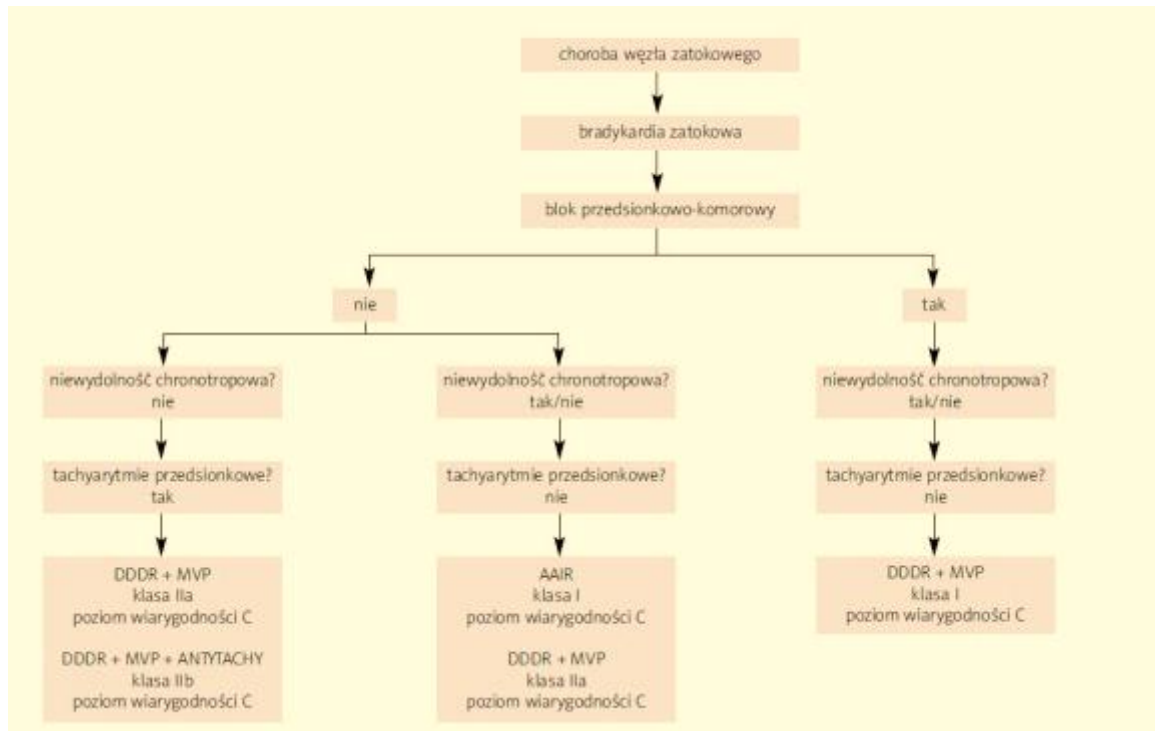 choroba węzła zatokowego
bradykardia zatokowa
blok przedsionkowo-komorowy
nie
tak
niewydolność chronotropowa?
nie
niewydolność chronotropowa?
tak/nie
niewydolność chronotropowa?
tak/nie
tachyarytmie przedsionkowe?
tak
tachyarytmie przedsionkowe?
nie
tachyarytmie przedsionkowe?
nie
DDDR + MVP
klasa IIa
poziom wiarygodności C
DDDR + MVP + ANTYTACHY
klasa IIb
poziom wiarygodności C
AAIR
klasa I
poziom wiarygodności C
DDDR + MVP
klasa IIa
poziom wiarygodności C
DDDR + MVP
klasa I
poziom wiarygodności C